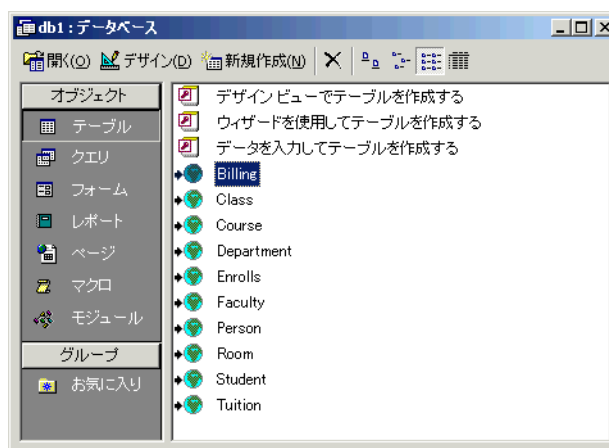 db1 : データベース
開く(O) デザイン(D) 新規作成(N)
オブジェクト
テーブル
クエリ
フォーム
レポート
ページ
マクロ
モジュール
グループ
お気に入り
デザイン ビューでテーブルを作成する
ウィザードを使用してテーブルを作成する
データを入力してテーブルを作成する
Billing
Class
Course
Department
Enrolls
Faculty
Person
Room
Student
Tuition